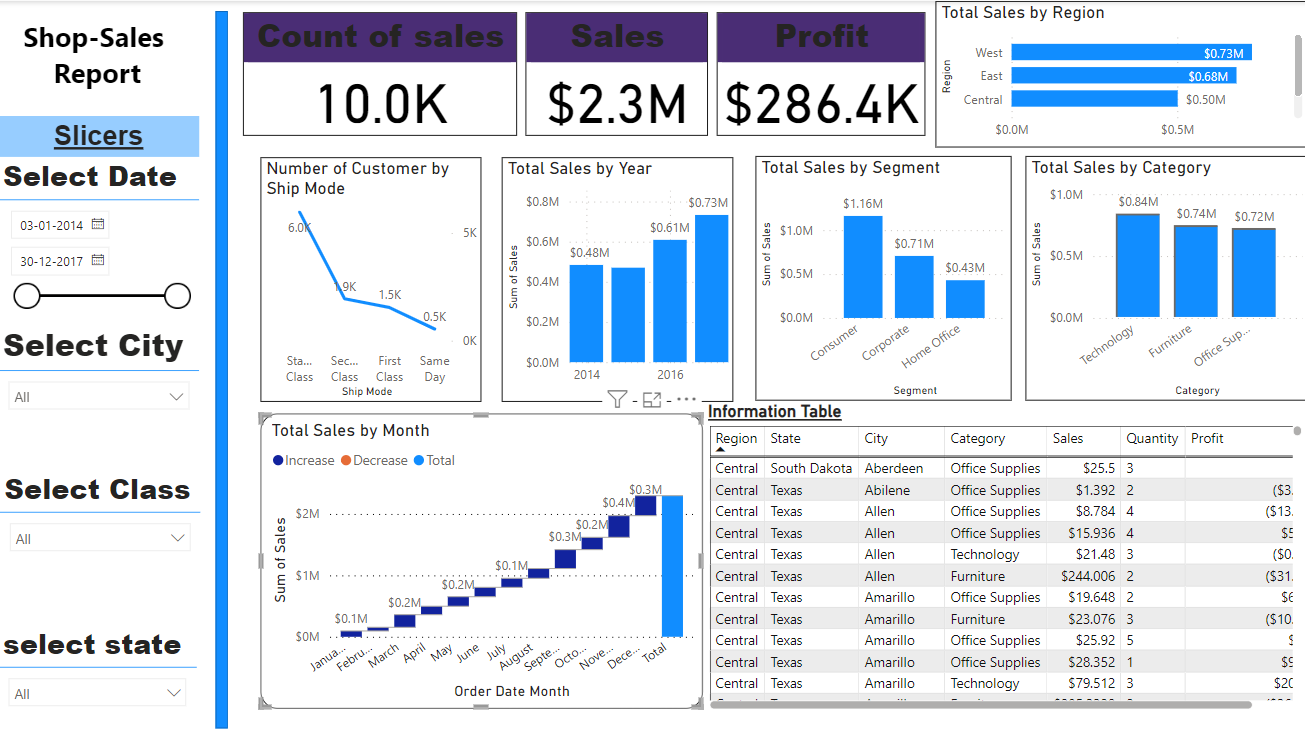 Shop-Sales
Report
Slicers
Select Date
03-01-2014
30-12-2017
Select City
All
Select Class
All
select state
All
Count of sales
10.0K
Sales
$2.3M
Profit
$286.4K
Total Sales by Region
Region
West $0.73M
East $0.68M
Central $0.50M
$0.0M $0.5M
Number of Customer by
Ship Mode
6.0K
1.9K
1.5K
0.5K
5K
0K
Sta... Sec... First Same
Class Class Class Day
Ship Mode
Total Sales by Year
Sum of Sales
$0.8M
$0.6M
$0.4M
$0.2M
$0.0M
$0.48M $0.61M $0.73M
2014 2016
Total Sales by Segment
Sum of Sales
$1.0M
$0.5M
$0.0M
$1.16M
$0.71M
$0.43M
Consumer Corporate Home Office
Segment
Total Sales by Category
Sum of Sales
$1.0M
$0.5M
$0.0M
$0.84M $0.74M $0.72M
Technology Furniture Office Sup...
Category
Total Sales by Month
Increase Decrease Total
Sum of Sales
$2M
$1M
$0M
$0.1M $0.2M $0.2M $0.1M $0.3M $0.2M $0.4M $0.3M
Janua... Febru... March April May June July August Septe... Octo... Nove... Dece... Total
Order Date Month
Information Table
Region State City Category Sales Quantity Profit
Central South Dakota Aberdeen Office Supplies $25.5 3
Central Texas Abilene Office Supplies $1.392 2 ($3.
Central Texas Allen Office Supplies $8.784 4 ($13.
Central Texas Allen Office Supplies $15.936 4 $5
Central Texas Allen Technology $21.48 3 ($0.
Central Texas Allen Furniture $244.006 2 ($31.
Central Texas Amarillo Office Supplies $19.648 2 $6
Central Texas Amarillo Furniture $23.076 3 ($10.
Central Texas Amarillo Office Supplies $25.92 5 $
Central Texas Amarillo Office Supplies $28.352 1 $9
Central Texas Amarillo Technology $79.512 3 $20